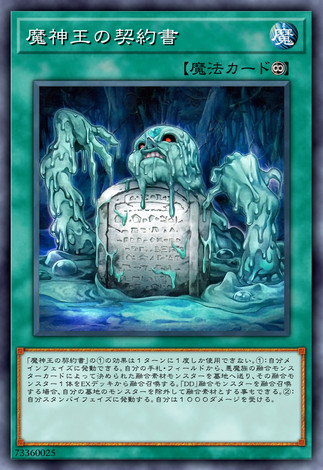 魔神王の契約書
魔
【魔法カード】
『魔神王の契約書』の①の効果は1ターンに1度しか使用できない。①:自分メ
インフェイズに発動できる。自分の手札・フィールドから、悪魔族の融合モンス
ターカードによって決められた融合素材モンスターを墓地へ送り、その融合モ
ンスター1体をEXデッキから融合召喚する。『DD』融合モンスターを融合召喚
する場合、自分の墓地のモンスターを除外して融合素材とする事もできる。②
:自分スタンバイフェイズに発動する。自分は1000ダメージを受ける。
73360025